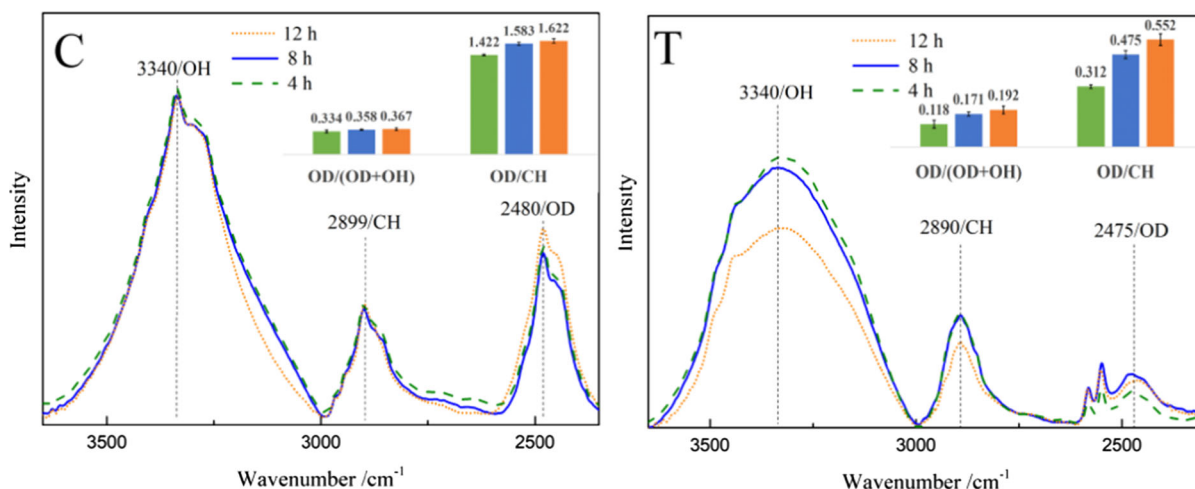 C
12 h
8 h
4 h
3340/OH
2899/CH
2480/OD
0.334 0.358 0.367
1.422 1.583 1.622
OD/(OD+OH) OD/CH
Intensity
3500 3000 2500
Wavenumber /cm⁻¹
T
12 h
8 h
4 h
3340/OH
2890/CH
2475/OD
0.118 0.171 0.192
0.312 0.475 0.552
OD/(OD+OH) OD/CH
Intensity
3500 3000 2500
Wavenumber /cm⁻¹